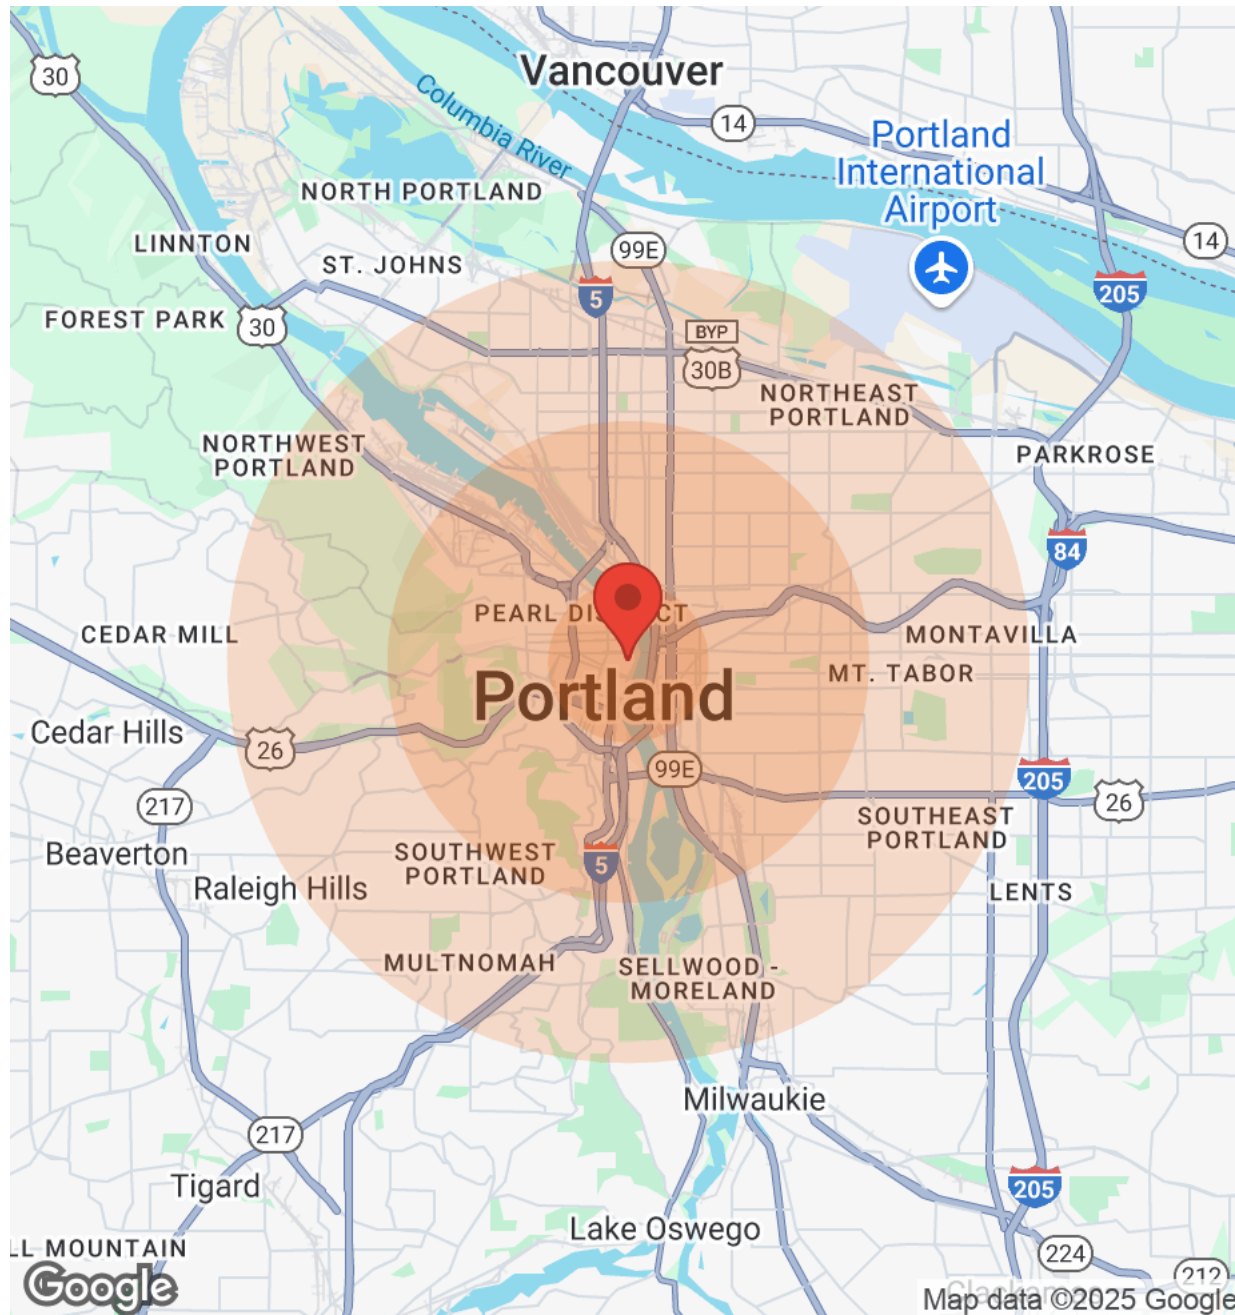 Vancouver
30
14
Columbia River
Portland
International
Airport
NORTH PORTLAND
LINNTON
99E
14
ST. JOHNS
5
205
FOREST PARK
30
BYP
30B
NORTHEAST
PORTLAND
NORTHWEST
PORTLAND
PARKROSE
84
PEARL DISTRICT
CEDAR MILL
MONTAVILLA
MT. TABOR
Portland
Cedar Hills
26
99E
205
26
217
SOUTHEAST
PORTLAND
Beaverton
SOUTHWEST
PORTLAND
5
Raleigh Hills
LENTS
MULTNOMAH
SELLWOOD -
MORELAND
Milwaukie
217
Tigard
205
Lake Oswego
LL MOUNTAIN
224
212
Google
Clackamas
Map data ©2025 Google